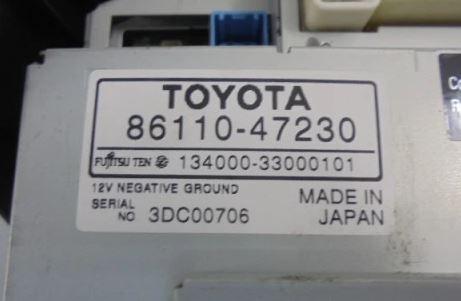 TOYOTA
86110-47230
FUJITSU TEN 134000-33000101
12V NEGATIVE GROUND
SERIAL NO 3DC00706
MADE IN
JAPAN